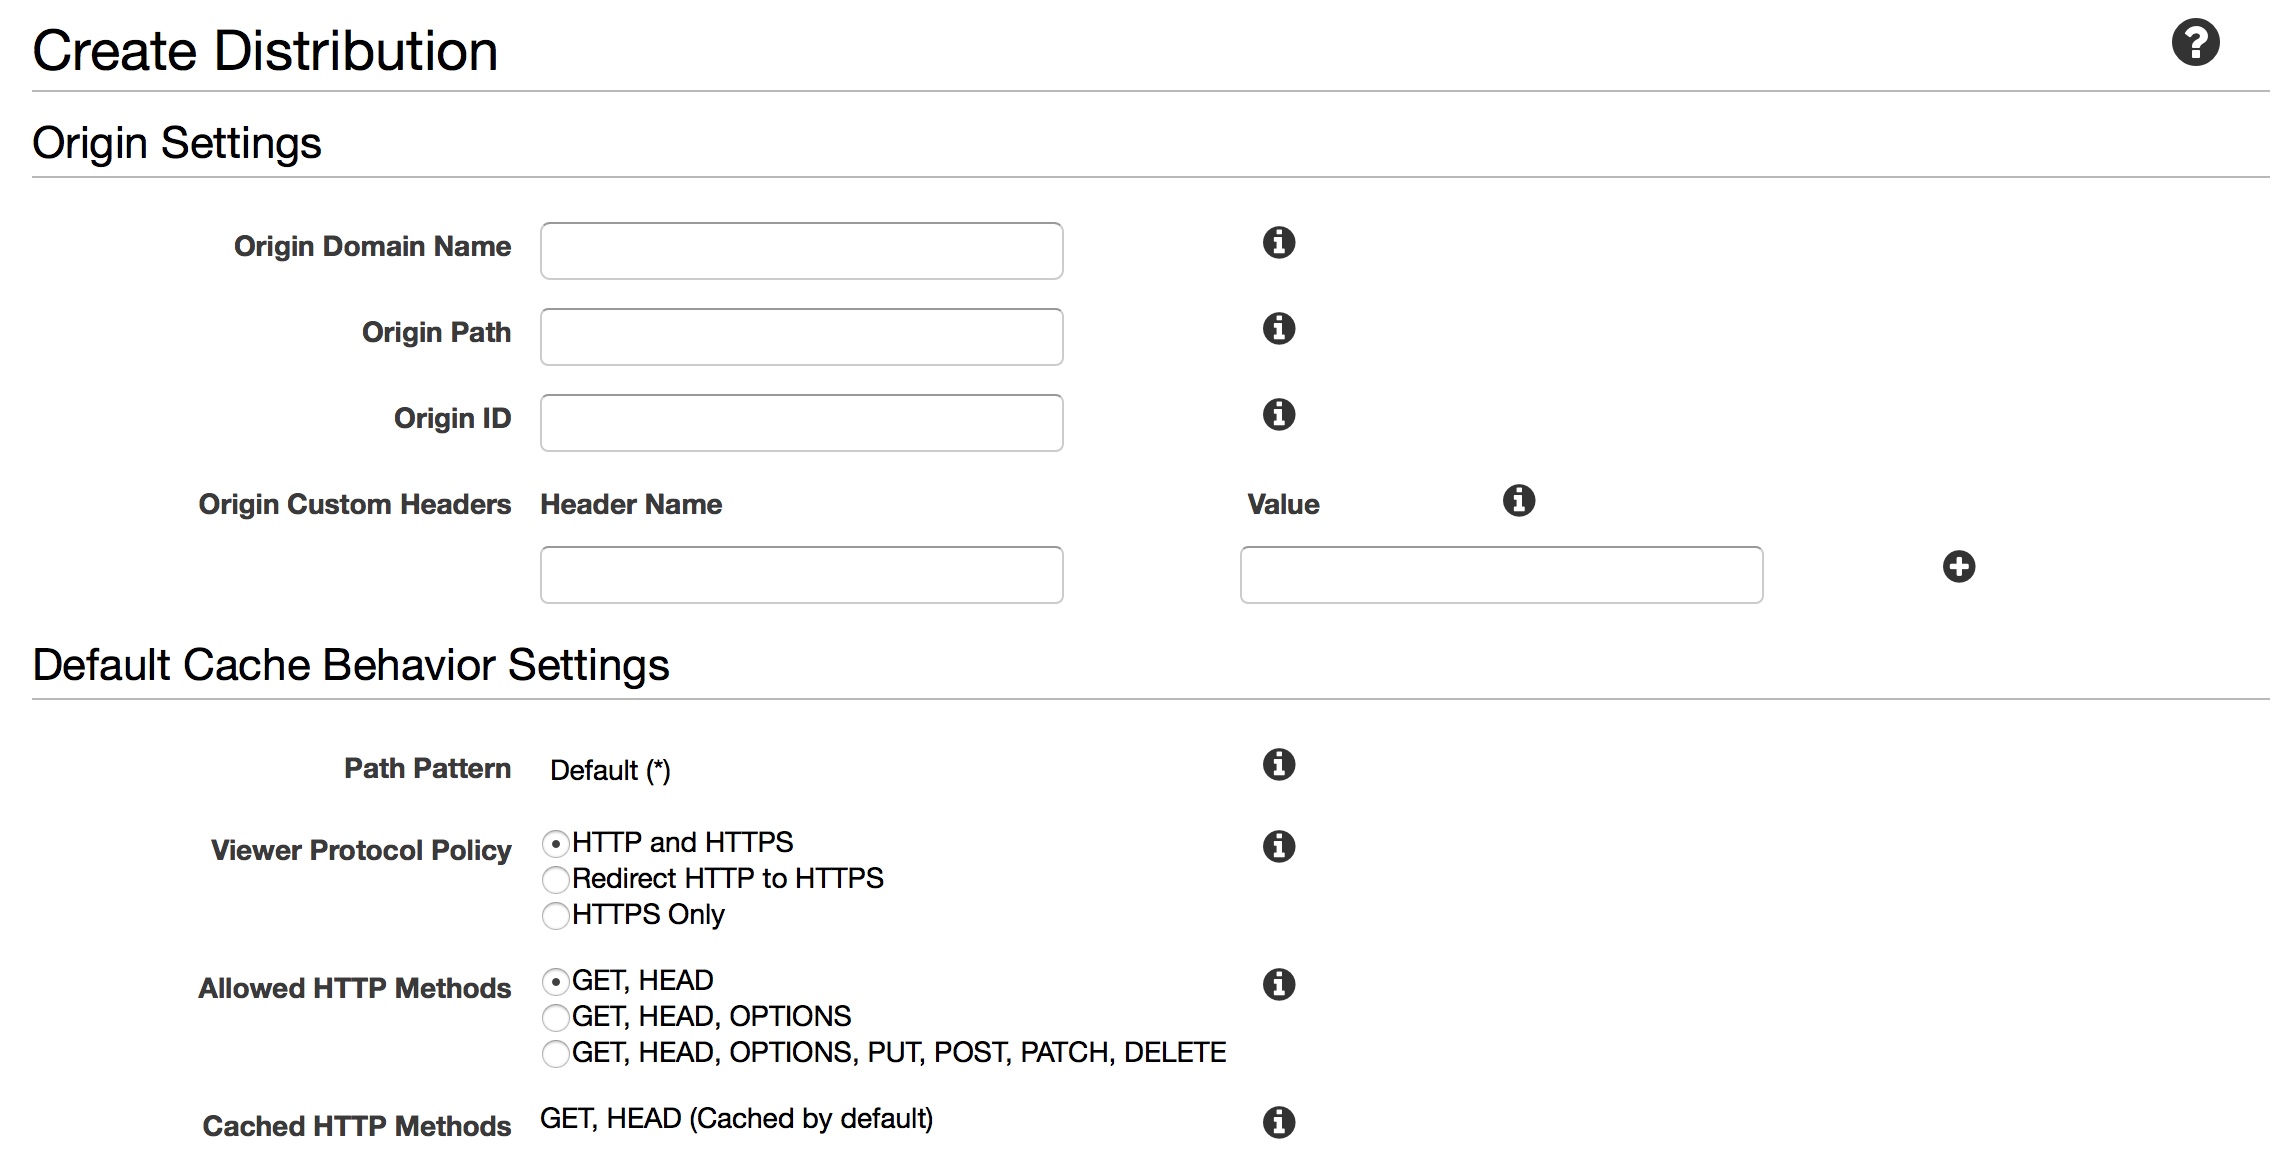 Create Distribution
Origin Settings
Origin Domain Name
Origin Path
Origin ID
Origin Custom Headers Header Name Value
Default Cache Behavior Settings
Path Pattern Default (*)
Viewer Protocol Policy HTTP and HTTPS
Redirect HTTP to HTTPS
HTTPS Only
Allowed HTTP Methods GET, HEAD
GET, HEAD, OPTIONS
GET, HEAD, OPTIONS, PUT, POST, PATCH, DELETE
Cached HTTP Methods GET, HEAD (Cached by default)